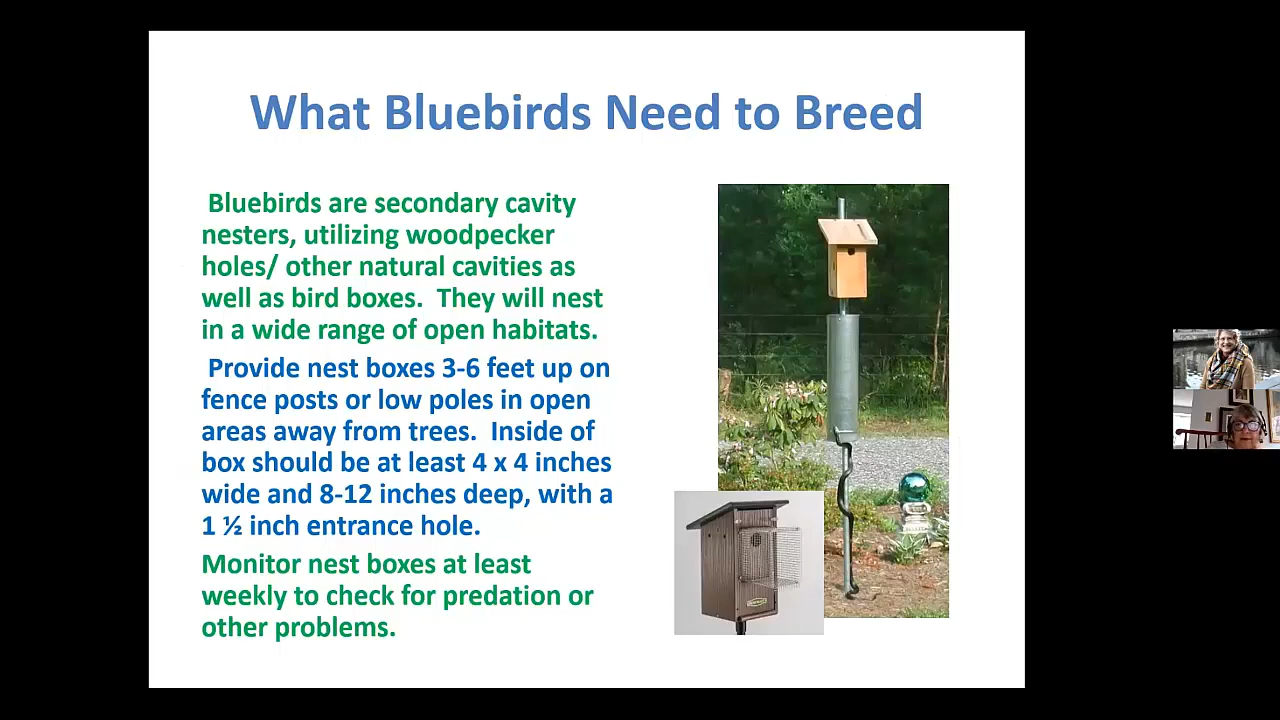 What Bluebirds Need to Breed
Bluebirds are secondary cavity
nesters, utilizing woodpecker
holes/ other natural cavities as
well as bird boxes.  They will nest
in a wide range of open habitats.
Provide nest boxes 3-6 feet up on
fence posts or low poles in open
areas away from trees.  Inside of
box should be at least 4 x 4 inches
wide and 8-12 inches deep, with a
1 ½ inch entrance hole.
Monitor nest boxes at least
weekly to check for predation or
other problems.